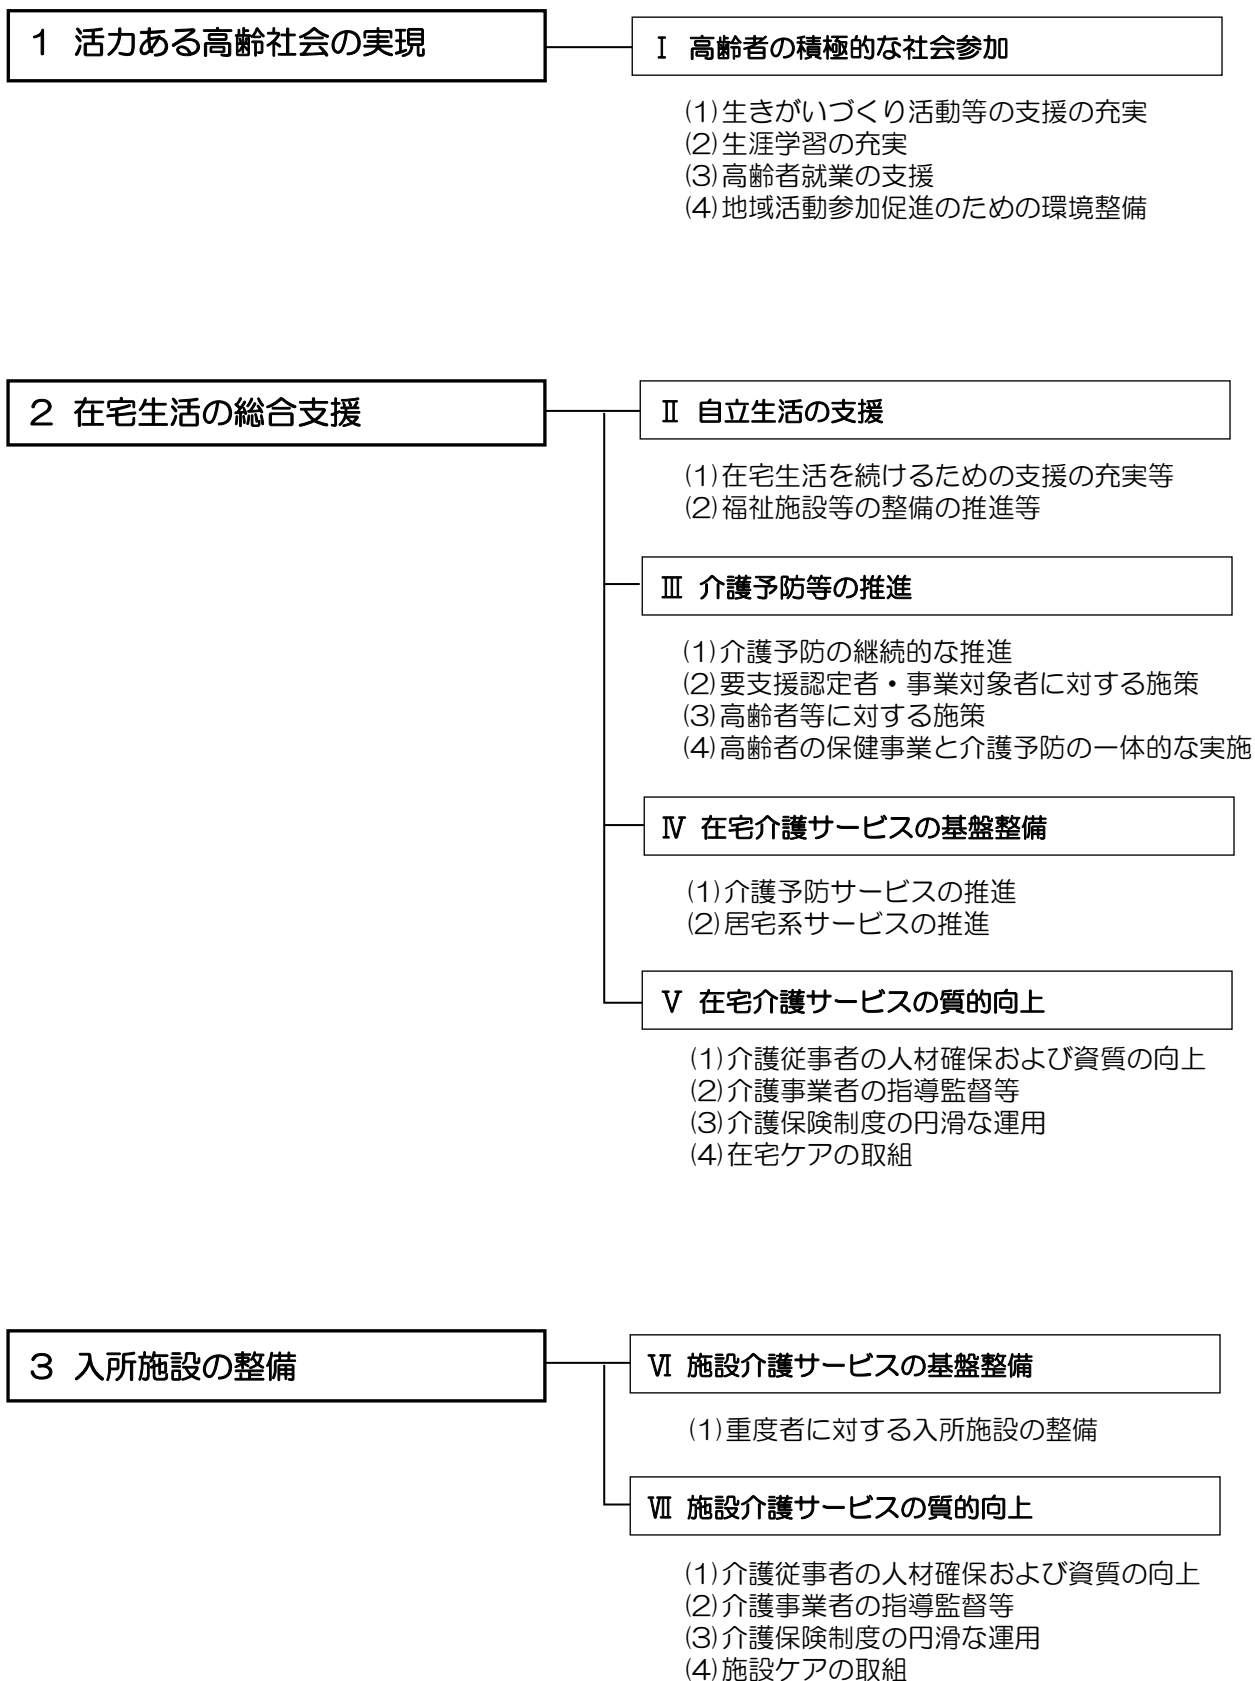 1 活力ある高齢社会の実現
Ⅰ 高齢者の積極的な社会参加
(1)生きがいづくり活動等の支援の充実
(2)生涯学習の充実
(3)高齢者就業の支援
(4)地域活動参加促進のための環境整備
2 在宅生活の総合支援
Ⅱ 自立生活の支援
(1)在宅生活を続けるための支援の充実等
(2)福祉施設等の整備の推進等
Ⅲ 介護予防等の推進
(1)介護予防の継続的な推進
(2)要支援認定者・事業対象者に対する施策
(3)高齢者等に対する施策
(4)高齢者の保健事業と介護予防の一体的な実施
Ⅳ 在宅介護サービスの基盤整備
(1)介護予防サービスの推進
(2)居宅系サービスの推進
Ⅴ 在宅介護サービスの質的向上
(1)介護従事者の人材確保および資質の向上
(2)介護事業者の指導監督等
(3)介護保険制度の円滑な運用
(4)在宅ケアの取組
3 入所施設の整備
Ⅵ 施設介護サービスの基盤整備
(1)重度者に対する入所施設の整備
Ⅶ 施設介護サービスの質的向上
(1)介護従事者の人材確保および資質の向上
(2)介護事業者の指導監督等
(3)介護保険制度の円滑な運用
(4)施設ケアの取組